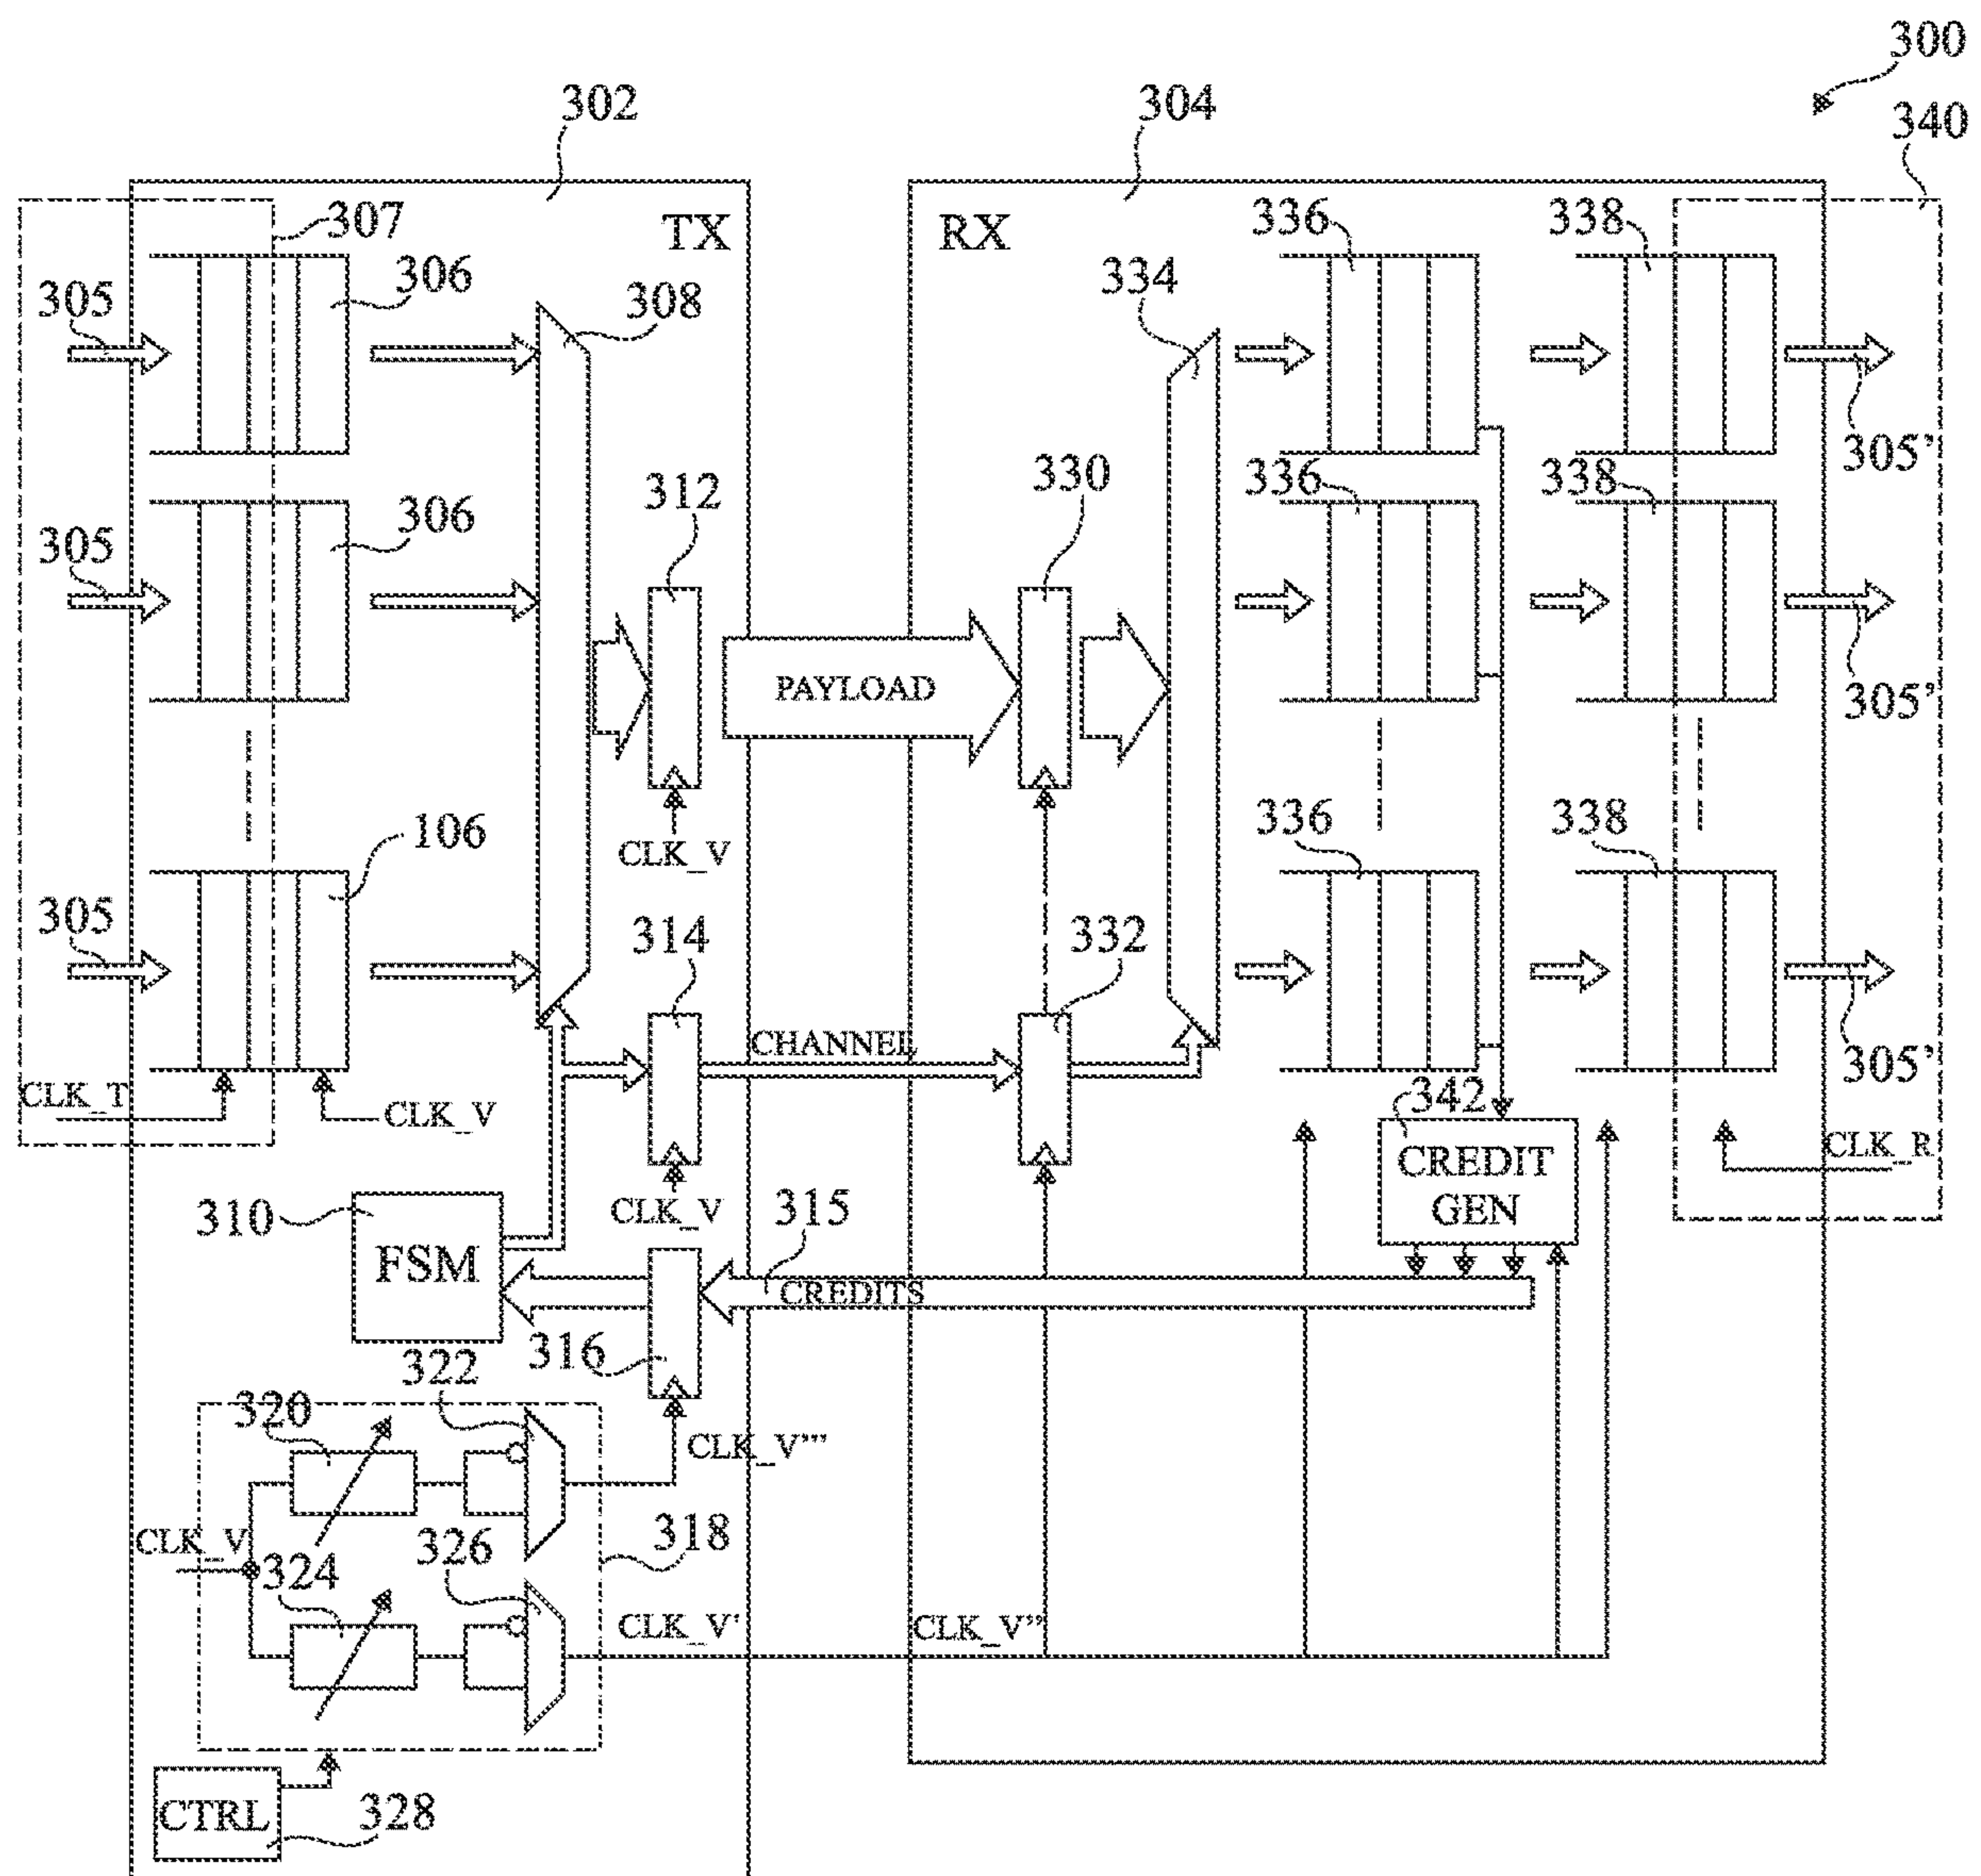 300
302
304
340
307
TX
RX
336
338
306
308
334
305
305'
306
312
330
336
338
305
PAYLOAD
305'
106
CLK_V
336
338
305
314
332
CHANNEL
305'
CLK_T
CLK_V
342
CREDIT
GEN
CLK_R
310
FSM
CLK_V
315
CREDITS
316
322
320
CLK_V'''
CLK_V
324
326
318
CLK_V'
CLK_V''
CTRL
328